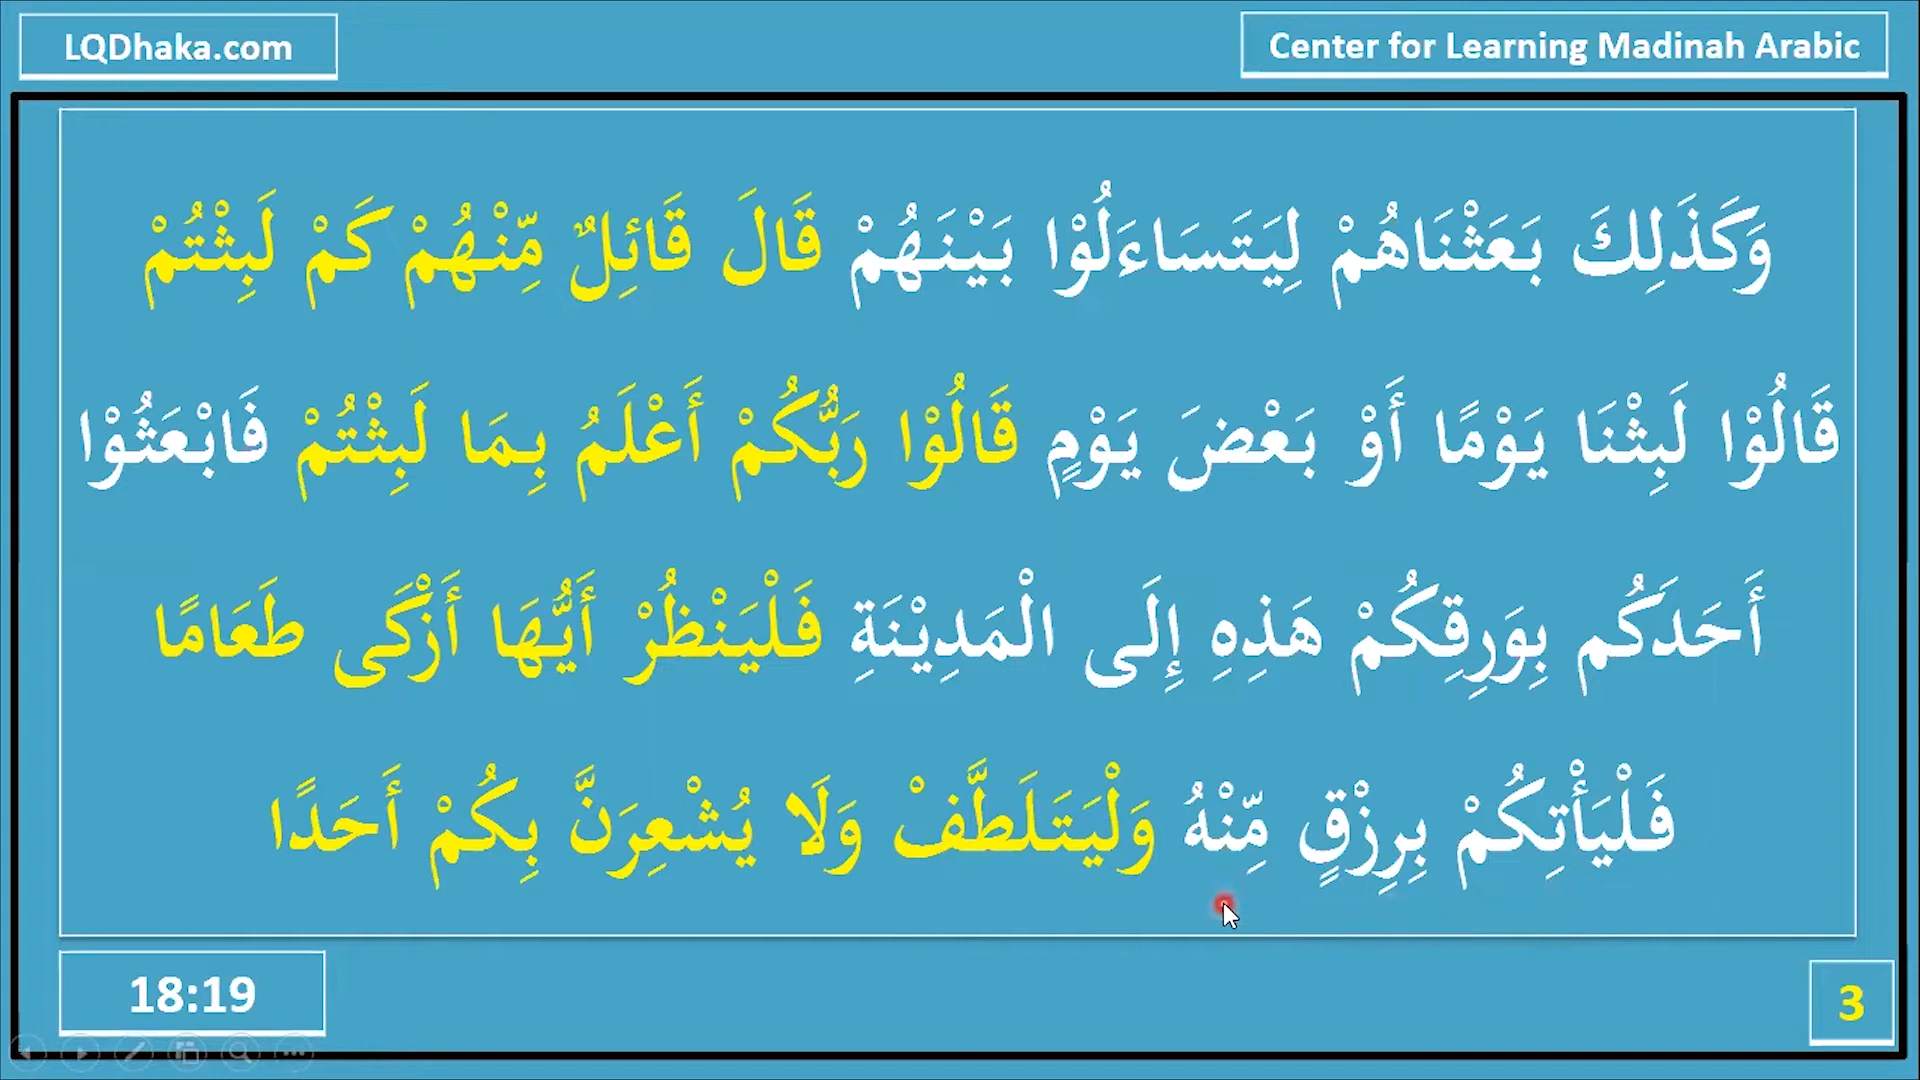 LQDhaka.com
Center for Learning Madinah Arabic
وَكَذَلِكَ بَعَثْنَاهُمْ لِيَتَسَاءَلُوْا بَيْنَهُمْ قَالَ قَائِلٌ مِّنْهُمْ كَمْ لَبِثْتُمْ
قَالُوْا لَبِثْنَا يَوْمًا أَوْ بَعْضَ يَوْمٍ قَالُوْا رَبُّكُمْ أَعْلَمُ بِمَا لَبِثْتُمْ فَابْعَثُوْا
أَحَدَكُم بِوَرِقِكُمْ هَذِهِ إِلَى الْمَدِيْنَةِ فَلْيَنْظُرْ أَيُّهَا أَزْكَى طَعَامًا
فَلْيَأْتِكُمْ بِرِزْقٍ مِّنْهُ وَلْيَتَلَطَّفْ وَلَا يُشْعِرَنَّ بِكُمْ أَحَدًا
18:19
3